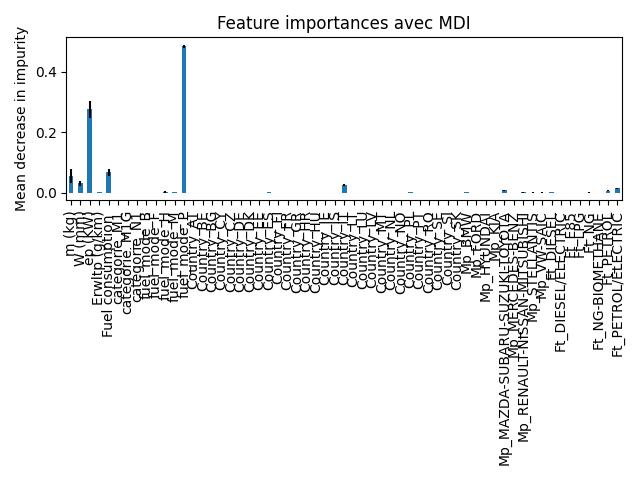 Feature importances avec MDI
Mean decrease in impurity
0.4
0.2
0.0
m (kg)
W (mm)
ep (KW)
Erwltp (g/km)
Fuel consumption
categorie_M1
categorie_M1G
categorie_N1
fuel_mode_B
fuel_mode_F
fuel_mode_H
fuel_mode_M
fuel_mode_P
Country_AT
Country_BE
Country_BG
Country_CY
Country_CZ
Country_DE
Country_DK
Country_EE
Country_ES
Country_FI
Country_FR
Country_GR
Country_HR
Country_HU
Country_IE
Country_IS
Country_IT
Country_LT
Country_LU
Country_LV
Country_MT
Country_NL
Country_NO
Country_PL
Country_PT
Country_RO
Country_SE
Country_SI
Country_SK
Mp_BMW
Mp_FORD
Mp_HYUNDAI
Mp_KIA
Mp_MAZDA-SUBARU-SUZUKI-TOYOTA
Mp_MERCEDES-BENZ
Mp_RENAULT-NISSAN-MITSUBISHI
Mp_STELLANTIS
Mp_VW-SAIC
Ft_DIESEL
Ft_DIESEL/ELECTRIC
Ft_E85
Ft_LPG
Ft_NG
Ft_NG-BIOMETHANE
Ft_PETROL
Ft_PETROL/ELECTRIC